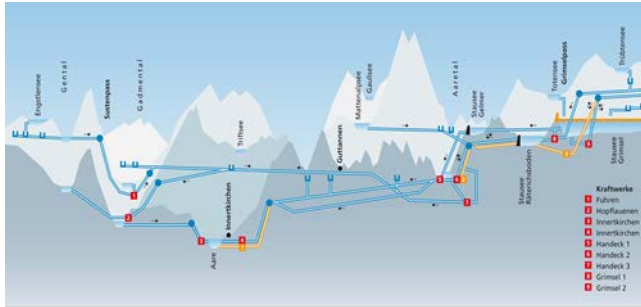 Engstlensee
Gental
Sustenpass
Gadmental
Triftsee
Guttannen
Mattenalpsee
Gaulisee
Aaretal
Stausee
Gelmer
Totensee
Grimselpass
Trübtensee
Innertkirchen
Aare
Stausee
Räterichsboden
Stausee
Grimsel
Kraftwerke
1 Fuhren
2 Hopflauenen
3 Innertkirchen
4 Innertkirchen
5 Handeck 1
6 Handeck 2
7 Handeck 3
8 Grimsel 1
9 Grimsel 2